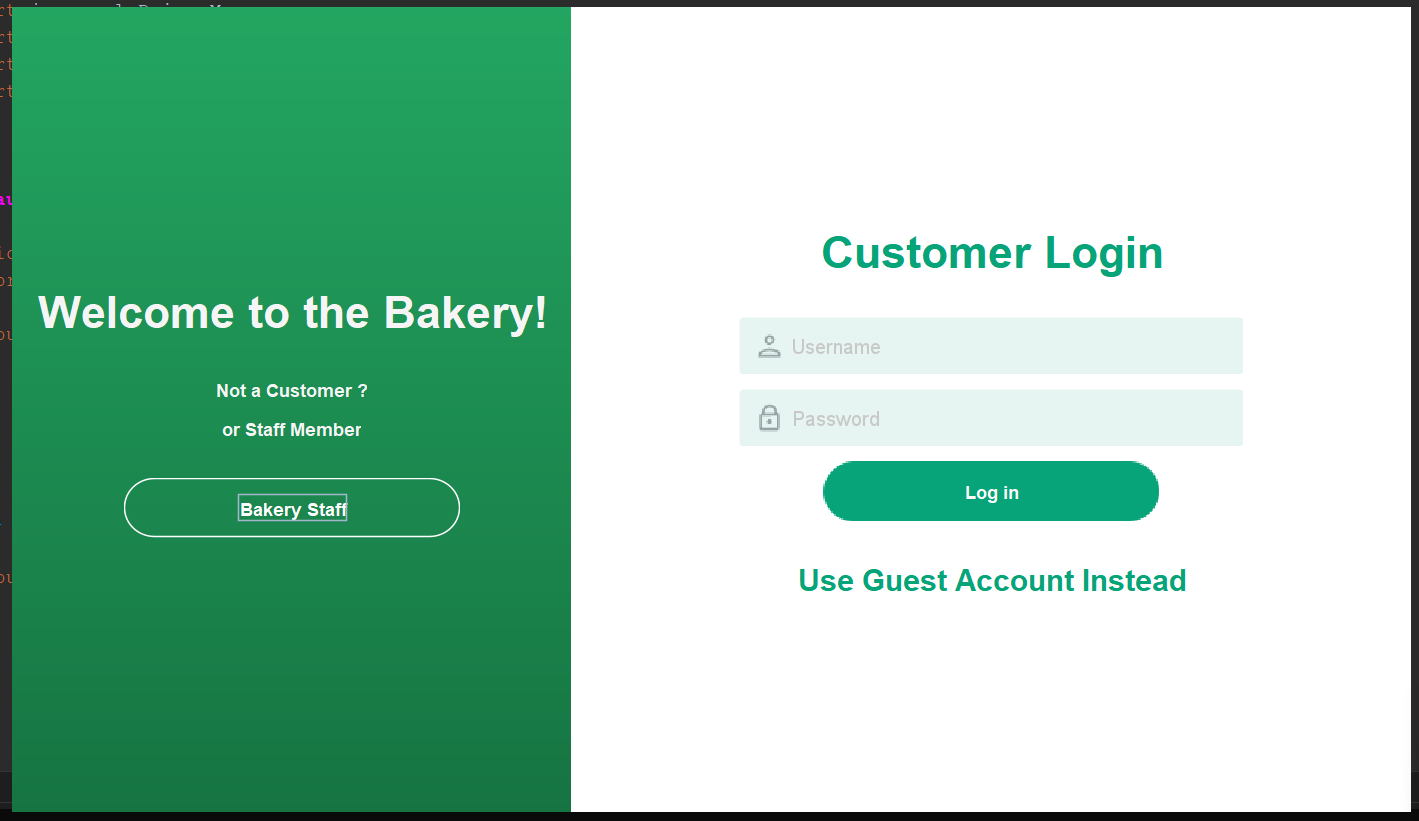 Welcome to the Bakery!
Not a Customer ?
or Staff Member
Bakery Staff
Customer Login
Username
Password
Log in
Use Guest Account Instead